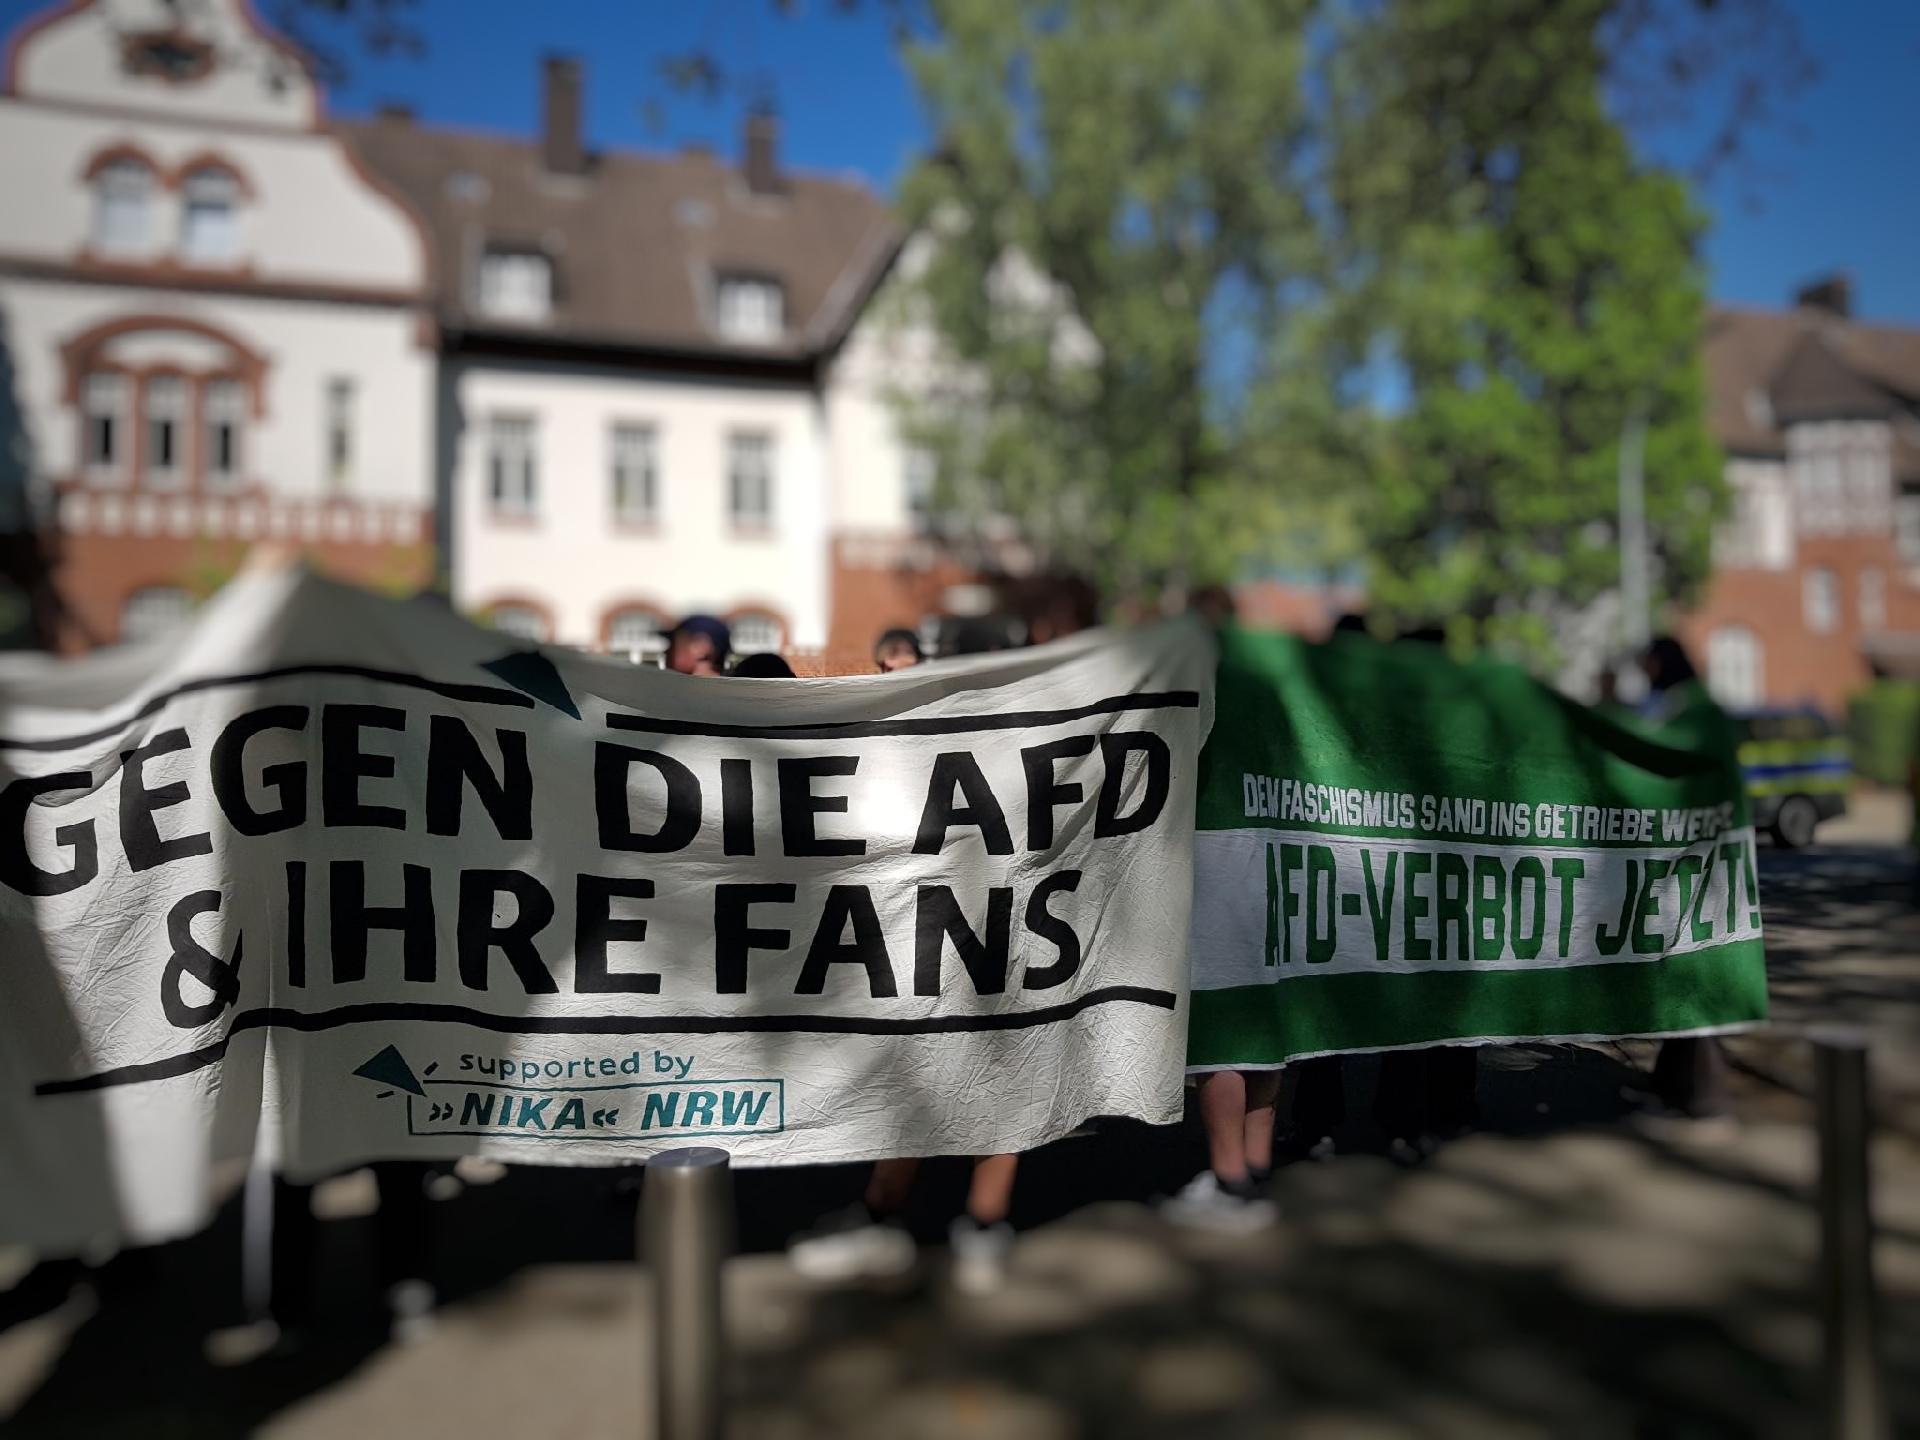 GEGEN DIE AFD
& IHRE FANS
supported by
»NIKA« NRW
DEM FASCHISMUS SAND INS GETRIEBE
AFD-VERBOT JETZT!